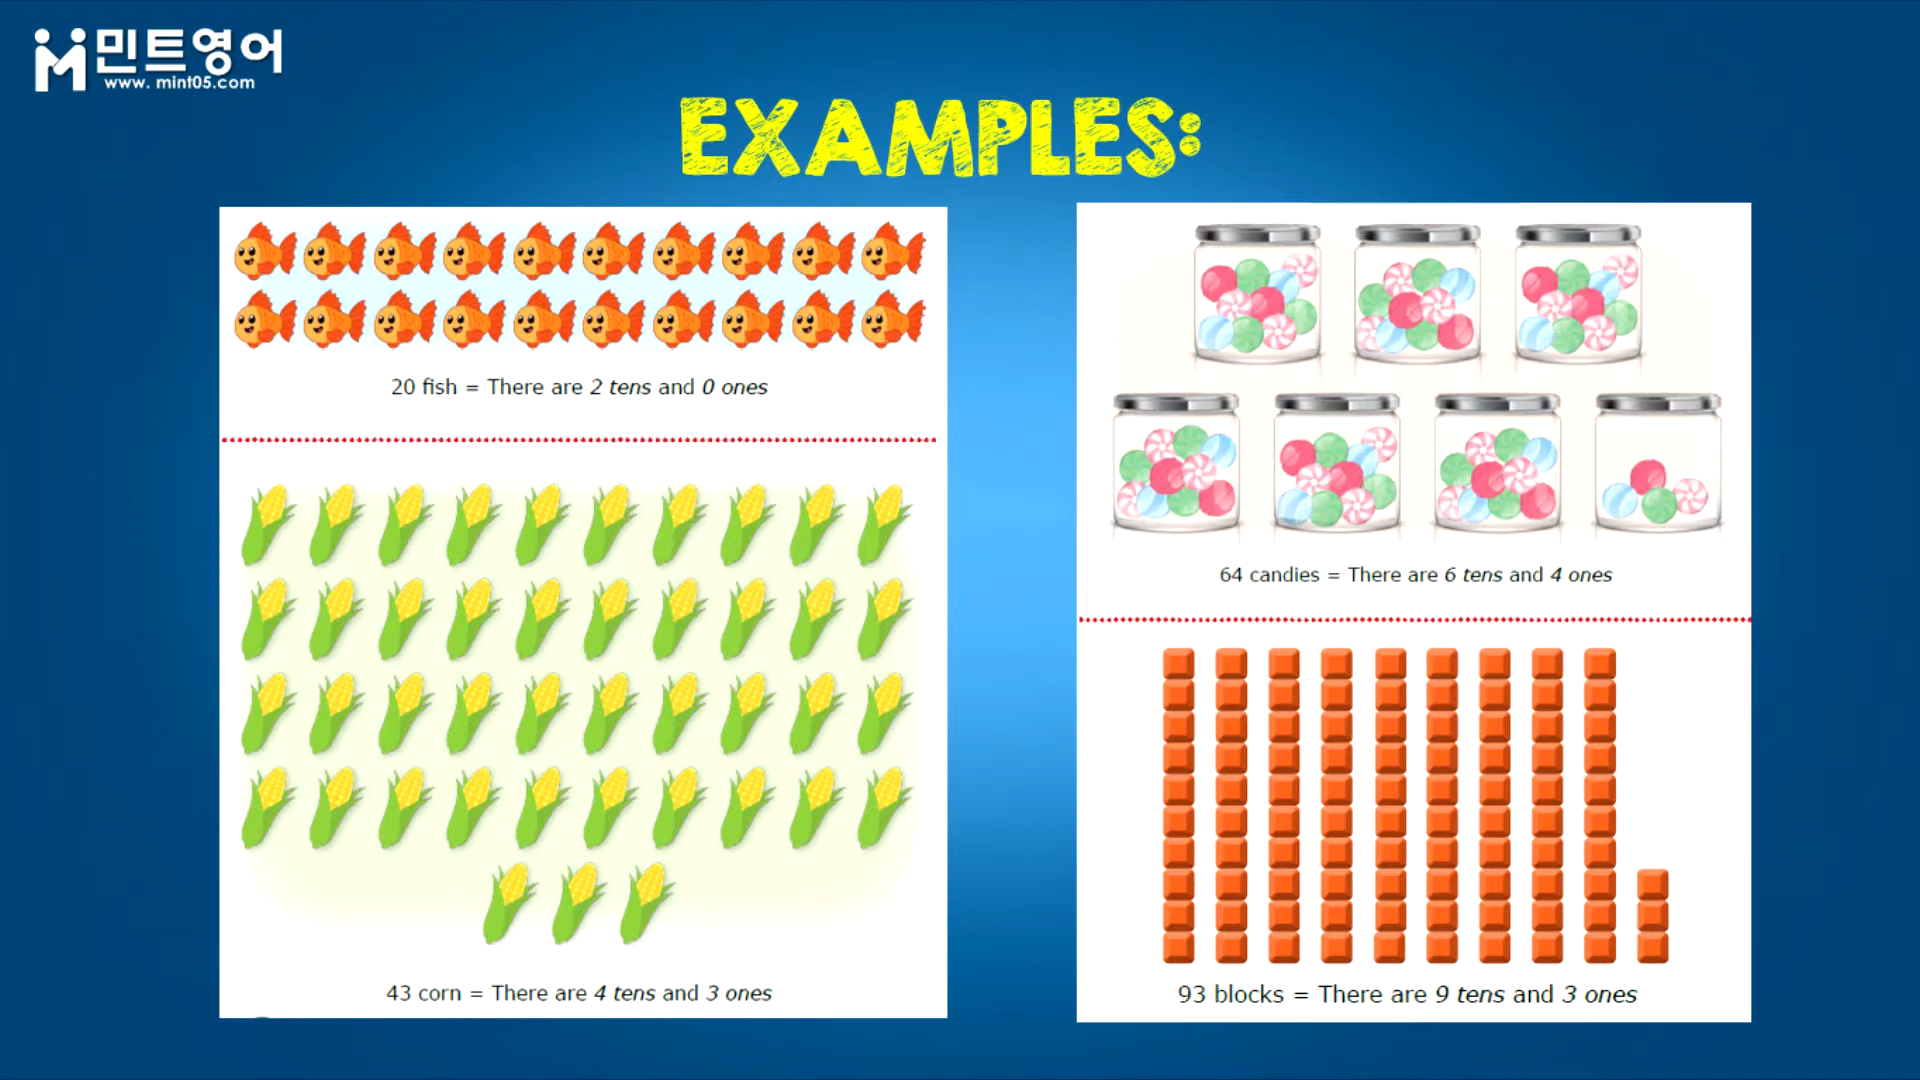 민트영어
www. mint05.com
EXAMPLES:
20 fish = There are 2 tens and 0 ones
43 corn = There are 4 tens and 3 ones
64 candies = There are 6 tens and 4 ones
93 blocks = There are 9 tens and 3 ones